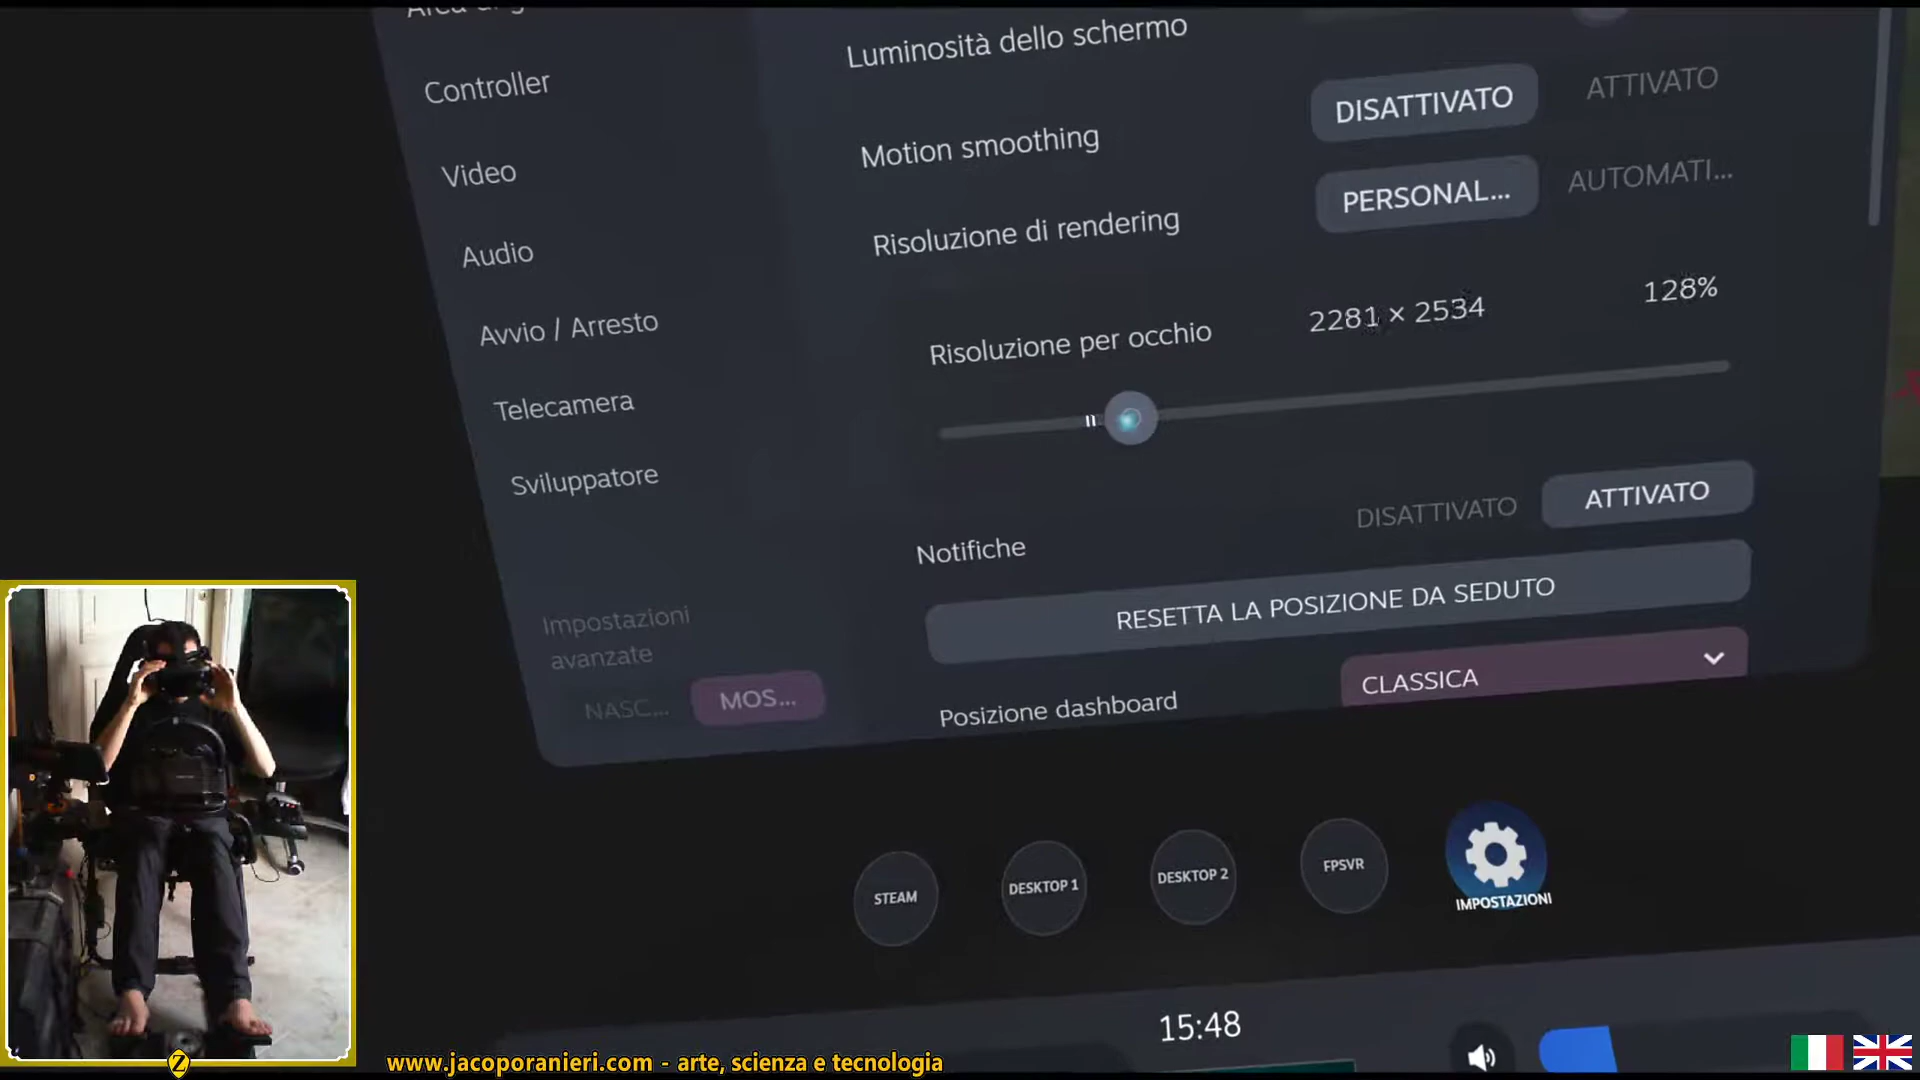 Controller
Video
Audio
Avvio / Arresto
Telecamera
Sviluppatore
Impostazioni
avanzate
NASC... MOS...
Luminosità dello schermo
Motion smoothing DISATTIVATO ATTIVATO
Risoluzione di rendering PERSONAL... AUTOMATI...
Risoluzione per occhio 2281 × 2534 128%
Notifiche DISATTIVATO ATTIVATO
RESETTA LA POSIZIONE DA SEDUTO
Posizione dashboard CLASSICA
STEAM DESKTOP 1 DESKTOP 2 FPSVR IMPOSTAZIONI
15:48
Z
www.jacoporanieri.com - arte, scienza e tecnologia